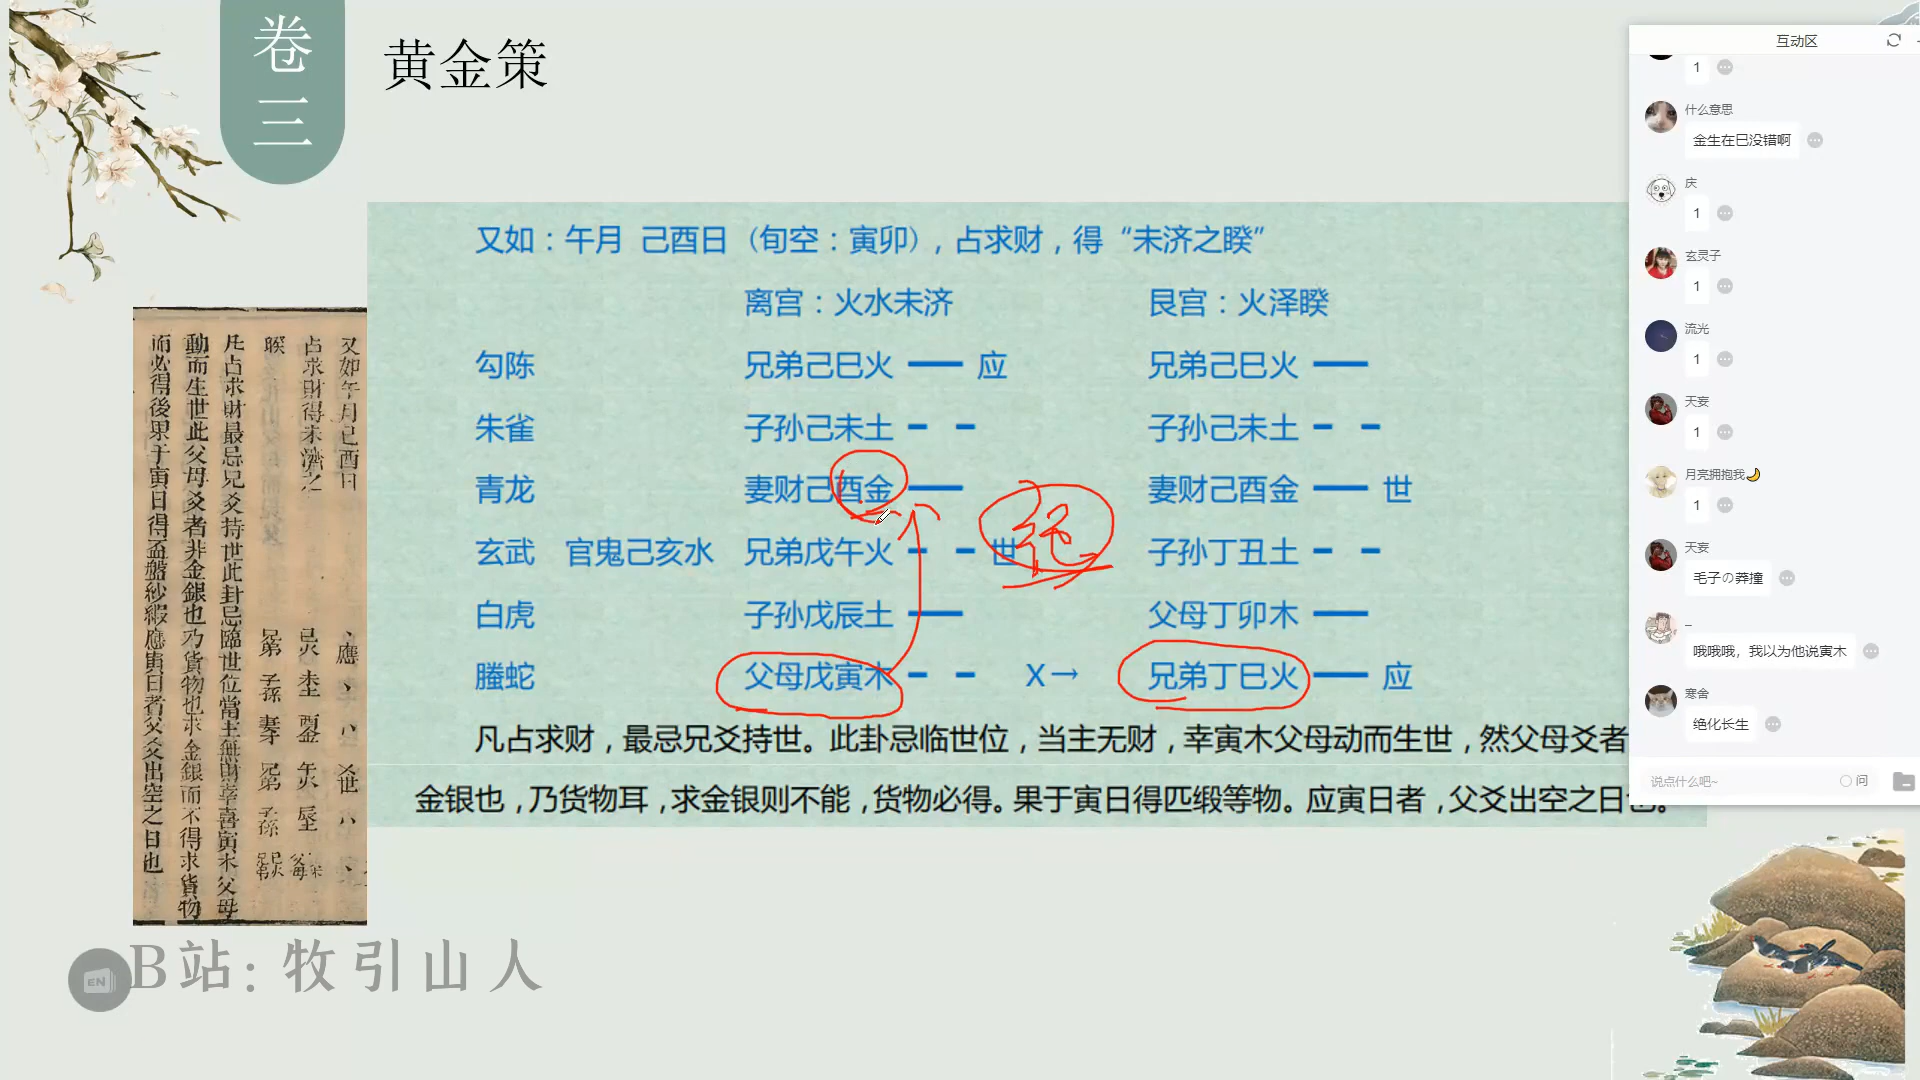 卷三
黄金策
又如：午月 己酉日（旬空：寅卯），占求财，得“未济之睽”
离宫：火水未济 艮宫：火泽睽
勾陈 兄弟己巳火 应 兄弟己巳火
朱雀 子孙己未土 子孙己未土
青龙 妻财己酉金 妻财己酉金 世
玄武 官鬼己亥水 兄弟戊午火 世 子孙丁丑土
绝
白虎 子孙戊辰土 父母丁卯木
螣蛇 父母戊寅木 X→ 兄弟丁巳火 应
凡占求财，最忌兄爻持世。此卦忌临世位，当主无财，幸寅木父母动而生世，然父母爻者
金银也，乃货物耳，求金银则不能，货物必得。果于寅日得匹缎等物。应寅日者，父爻出空之日也。
又如午月己酉日
占求財得未濟之
睽
凡占求財最忌兄爻持世此卦忌臨世位當主無財幸喜寅木父母
動而生世此父母爻者非金銀也乃貨物也求金銀而不得求貨物
而必得後果于寅日得盃盤紗緞應寅日者父爻出空之日也
B站：牧引山人
EN
互动区
1
什么意思
金生在巳没错啊
庆
1
玄灵子
1
流光
1
天妄
1
月亮拥抱我🌙
1
天妄
毛子の莽撞
_
哦哦哦，我以为他说寅木
寒舍
绝化长生
说点什么吧~ 问